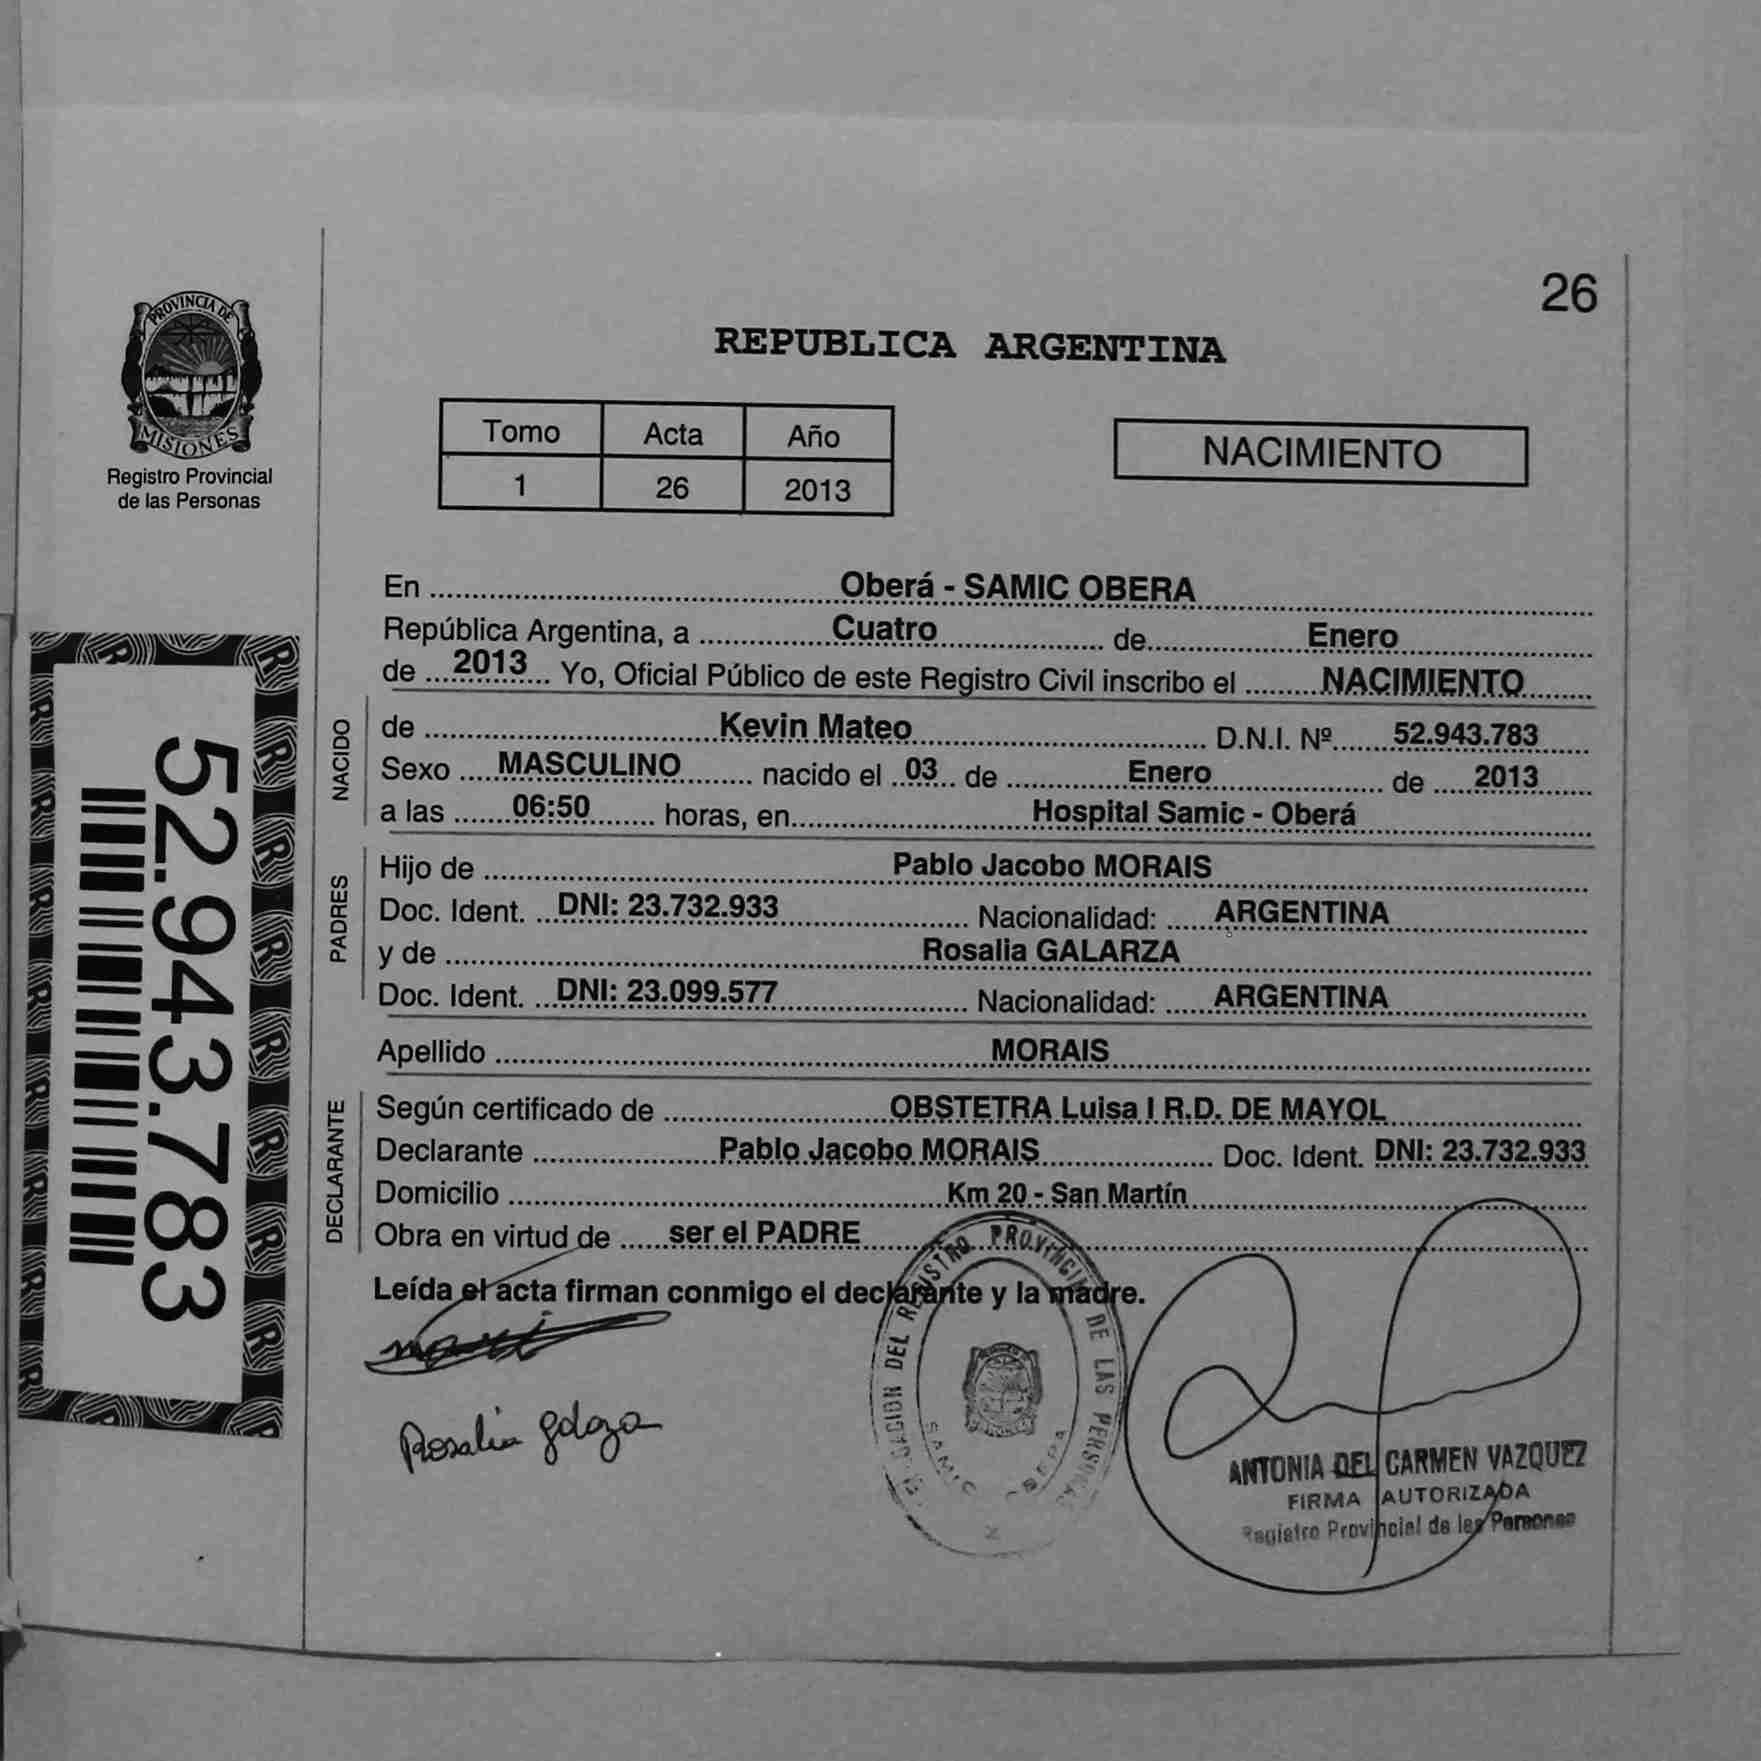 26
PROVINCIA DE
MISIONES
Registro Provincial
de las Personas
REPUBLICA ARGENTINA
Tomo Acta Año
1 26 2013
NACIMIENTO
En Oberá - SAMIC OBERA
República Argentina, a Cuatro de Enero
de 2013 Yo, Oficial Público de este Registro Civil inscribo el NACIMIENTO
NACIDO
de Kevin Mateo D.N.I. Nº 52.943.783
Sexo MASCULINO nacido el 03 de Enero de 2013
a las 06:50 horas, en Hospital Samic - Oberá
PADRES
Hijo de Pablo Jacobo MORAIS
Doc. Ident. DNI: 23.732.933 Nacionalidad: ARGENTINA
y de Rosalia GALARZA
Doc. Ident. DNI: 23.099.577 Nacionalidad: ARGENTINA
Apellido MORAIS
DECLARANTE
Según certificado de OBSTETRA Luisa I R.D. DE MAYOL
Declarante Pablo Jacobo MORAIS Doc. Ident. DNI: 23.732.933
Domicilio Km 20 - San Martín
Obra en virtud de ser el PADRE
Leída el acta firman conmigo el declarante y la madre.
52.943.783
Rosalia
DEL REGISTRO PROVINCIAL DE LAS PERSONAS
SAMIC
ANTONIA DEL CARMEN VAZQUEZ
FIRMA AUTORIZADA
Registro Provincial de las Personas